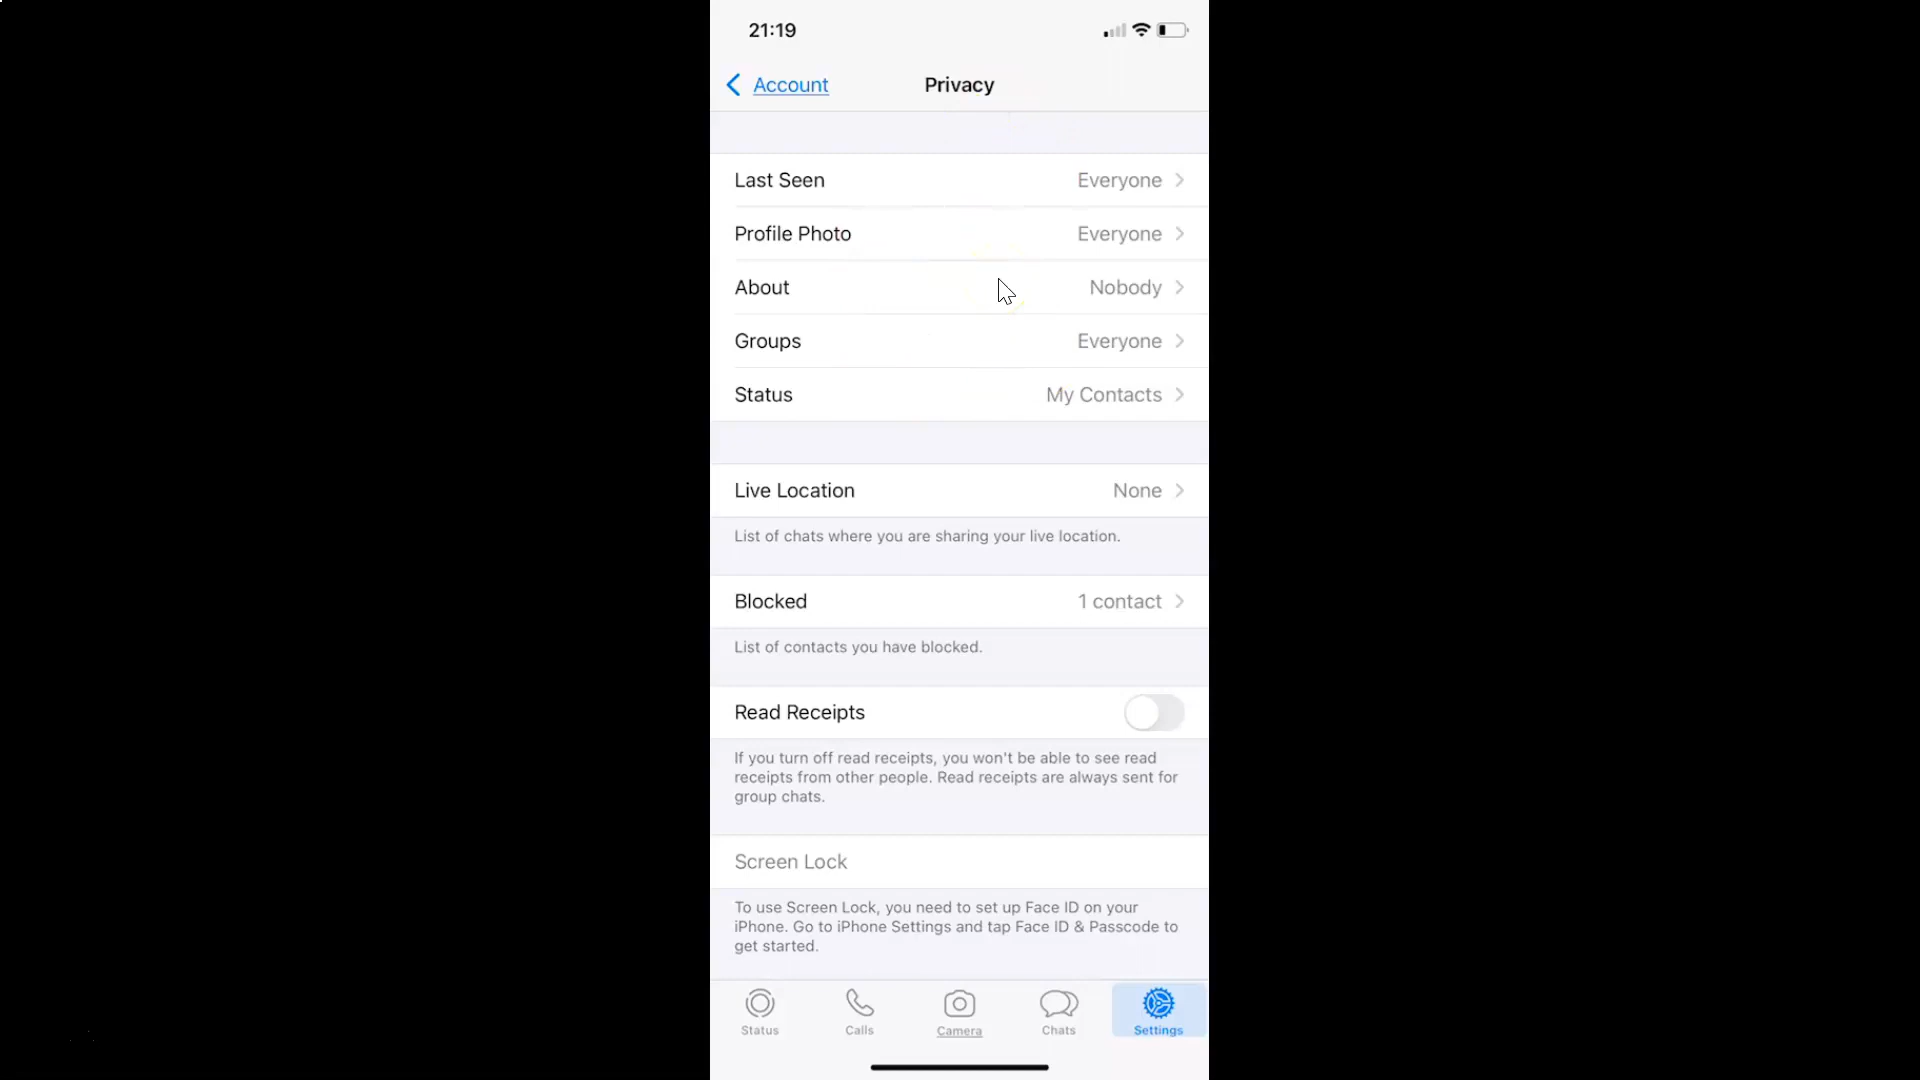 21:19
Account
Privacy
Last Seen Everyone
Profile Photo Everyone
About Nobody
Groups Everyone
Status My Contacts
Live Location None
List of chats where you are sharing your live location.
Blocked 1 contact
List of contacts you have blocked.
Read Receipts
If you turn off read receipts, you won't be able to see read
receipts from other people. Read receipts are always sent for
group chats.
Screen Lock
To use Screen Lock, you need to set up Face ID on your
iPhone. Go to iPhone Settings and tap Face ID & Passcode to
get started.
Status Calls Camera Chats Settings